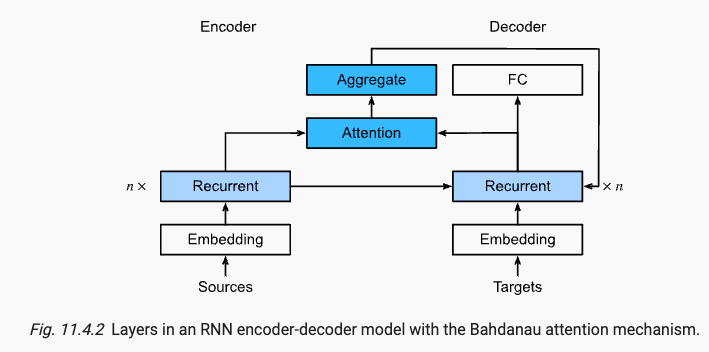 Encoder
Decoder
Aggregate
FC
Attention
n ×
Recurrent
Recurrent
× n
Embedding
Embedding
Sources
Targets
Fig. 11.4.2 Layers in an RNN encoder-decoder model with the Bahdanau attention mechanism.